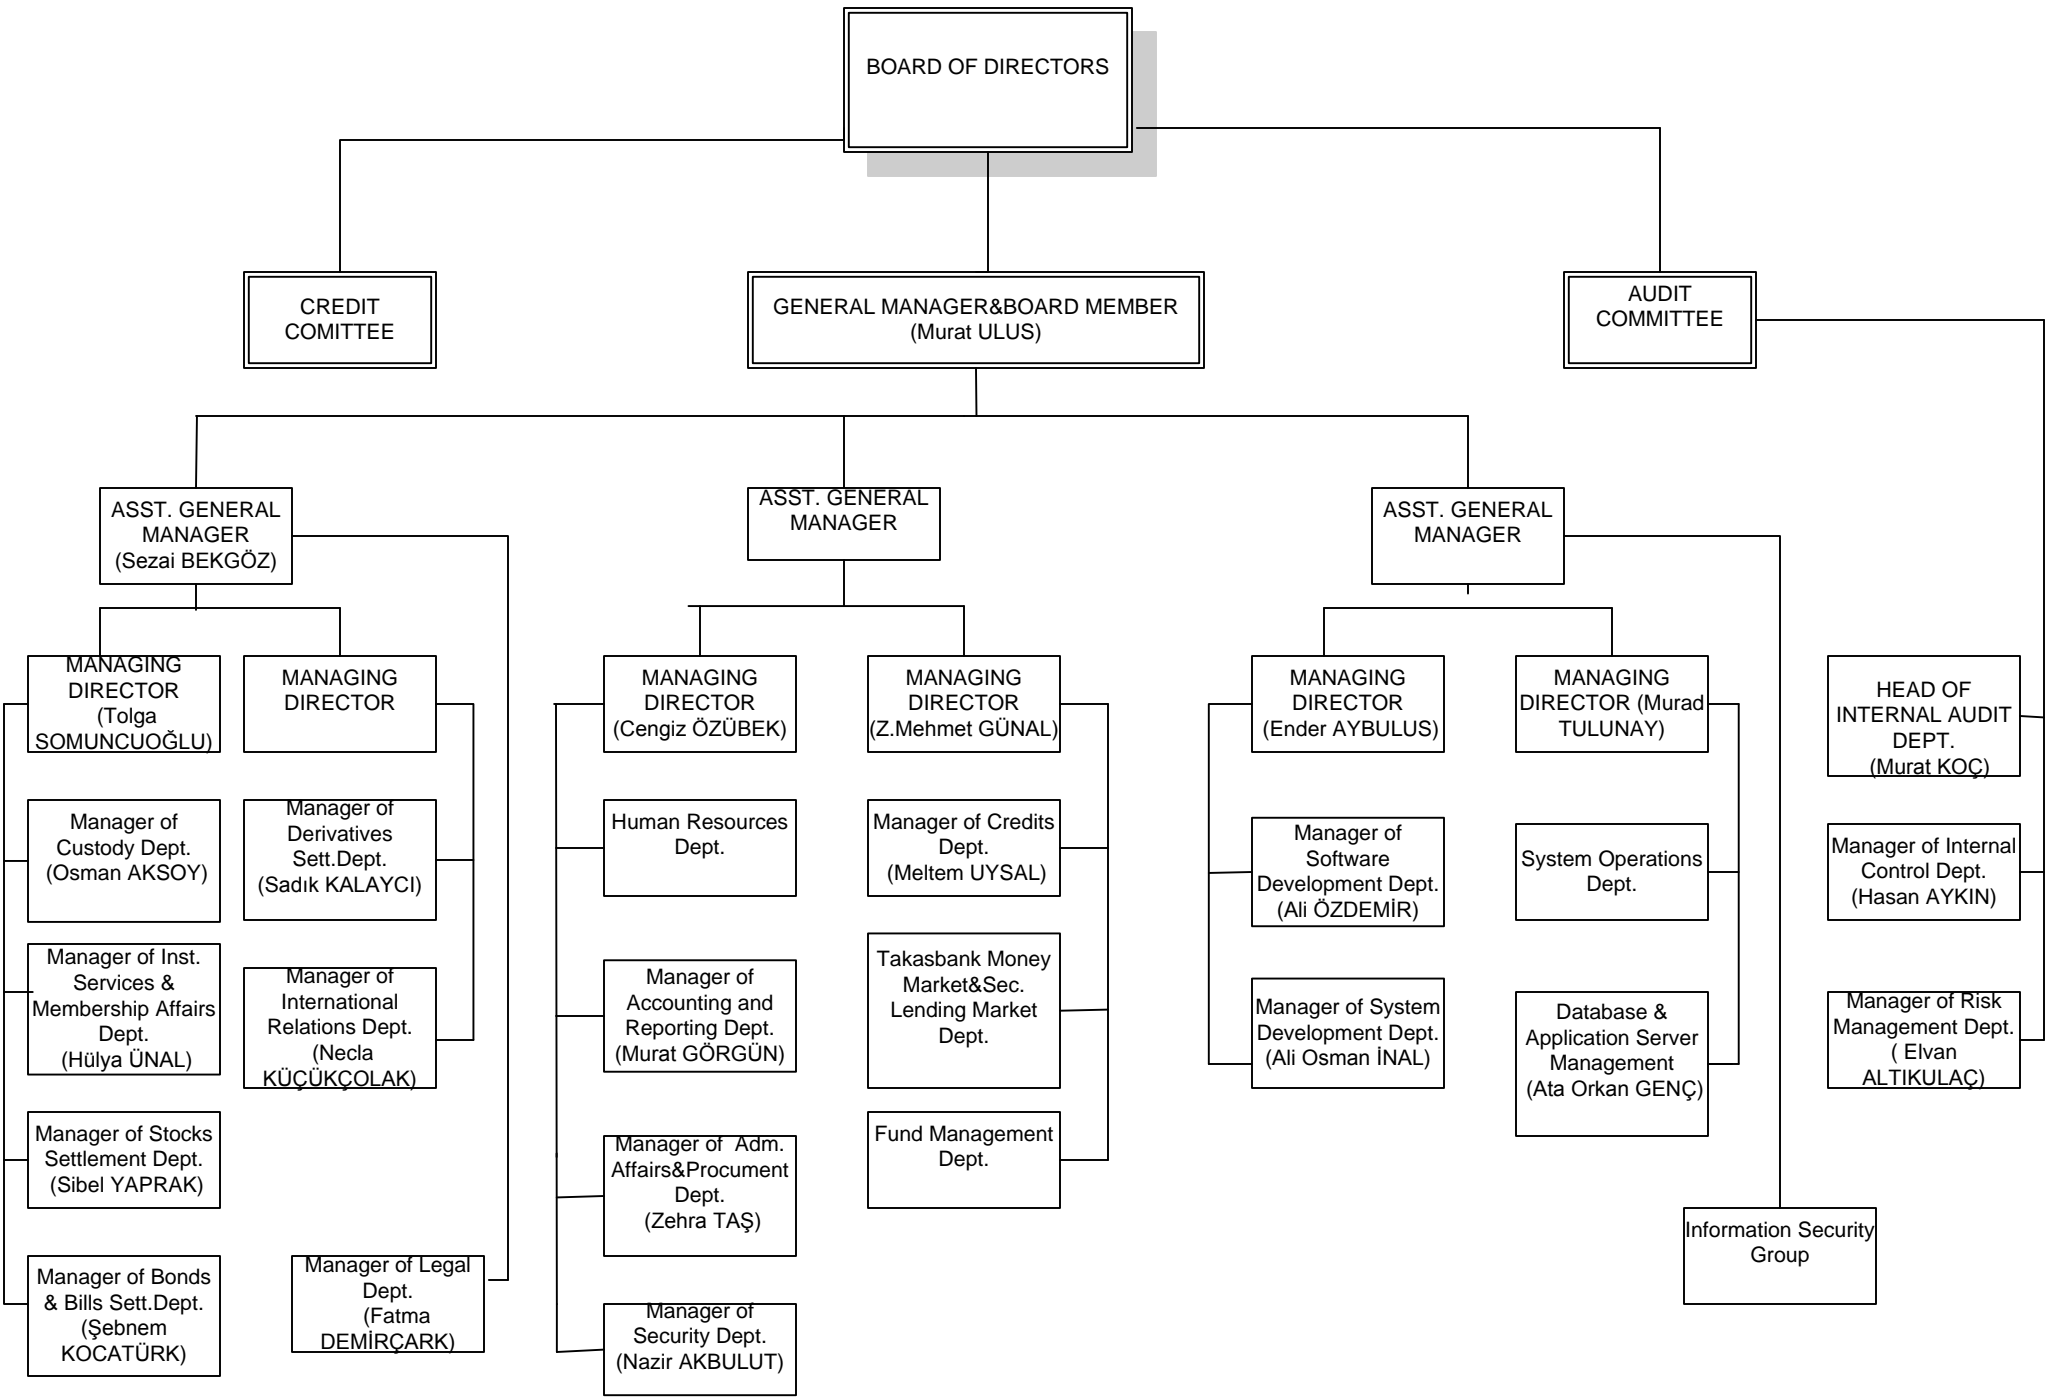 BOARD OF DIRECTORS
CREDIT
COMITTEE
GENERAL MANAGER&BOARD MEMBER
(Murat ULUS)
AUDIT
COMMITTEE
ASST. GENERAL
MANAGER
(Sezai BEKGÖZ)
ASST. GENERAL
MANAGER
ASST. GENERAL
MANAGER
MANAGING
DIRECTOR
(Tolga
SOMUNCUOĞLU)
MANAGING
DIRECTOR
MANAGING
DIRECTOR
(Cengiz ÖZÜBEK)
MANAGING
DIRECTOR
(Z.Mehmet GÜNAL)
MANAGING
DIRECTOR
(Ender AYBULUS)
MANAGING
DIRECTOR (Murad
TULUNAY)
HEAD OF
INTERNAL AUDIT
DEPT.
(Murat KOÇ)
Manager of
Custody Dept.
(Osman AKSOY)
Manager of
Derivatives
Sett.Dept.
(Sadık KALAYCI)
Human Resources
Dept.
Manager of Credits
Dept.
(Meltem UYSAL)
Manager of
Software
Development Dept.
(Ali ÖZDEMİR)
System Operations
Dept.
Manager of Internal
Control Dept.
(Hasan AYKIN)
Manager of Inst.
Services &
Membership Affairs
Dept.
(Hülya ÜNAL)
Manager of
International
Relations Dept.
(Necla
KÜÇÜKÇOLAK)
Manager of
Accounting and
Reporting Dept.
(Murat GÖRGÜN)
Takasbank Money
Market&Sec.
Lending Market
Dept.
Manager of System
Development Dept.
(Ali Osman İNAL)
Database &
Application Server
Management
(Ata Orkan GENÇ)
Manager of Risk
Management Dept.
( Elvan
ALTIKULAÇ)
Manager of Stocks
Settlement Dept.
(Sibel YAPRAK)
Manager of Adm.
Affairs&Procument
Dept.
(Zehra TAŞ)
Fund Management
Dept.
Information Security
Group
Manager of Bonds
& Bills Sett.Dept.
(Şebnem
KOCATÜRK)
Manager of Legal
Dept.
(Fatma
DEMİRÇARK)
Manager of
Security Dept.
(Nazir AKBULUT)